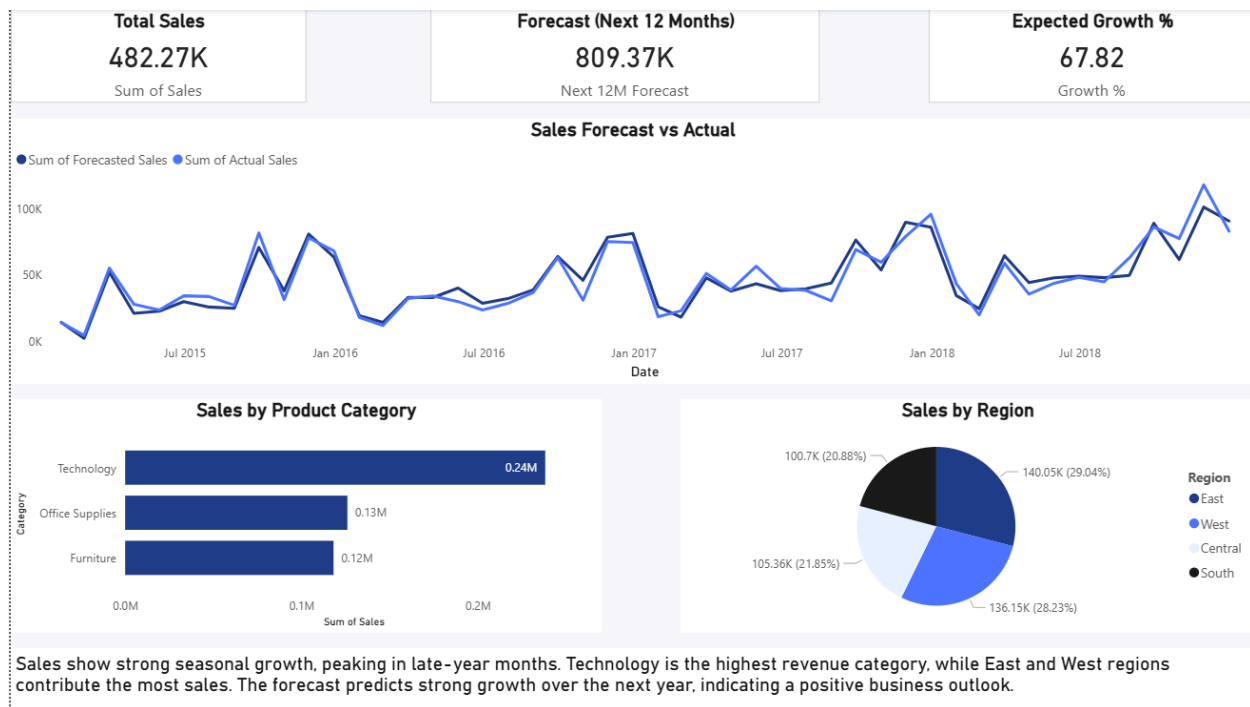 Total Sales
482.27K
Sum of Sales
Forecast (Next 12 Months)
809.37K
Next 12M Forecast
Expected Growth %
67.82
Growth %
Sales Forecast vs Actual
Sum of Forecasted Sales
Sum of Actual Sales
100K
50K
0K
Jul 2015
Jan 2016
Jul 2016
Jan 2017
Jul 2017
Jan 2018
Jul 2018
Date
Sales by Product Category
Category
Technology
0.24M
Office Supplies
0.13M
Furniture
0.12M
0.0M
0.1M
0.2M
Sum of Sales
Sales by Region
100.7K (20.88%)
140.05K (29.04%)
105.36K (21.85%)
136.15K (28.23%)
Region
East
West
Central
South
Sales show strong seasonal growth, peaking in late-year months. Technology is the highest revenue category, while East and West regions
contribute the most sales. The forecast predicts strong growth over the next year, indicating a positive business outlook.